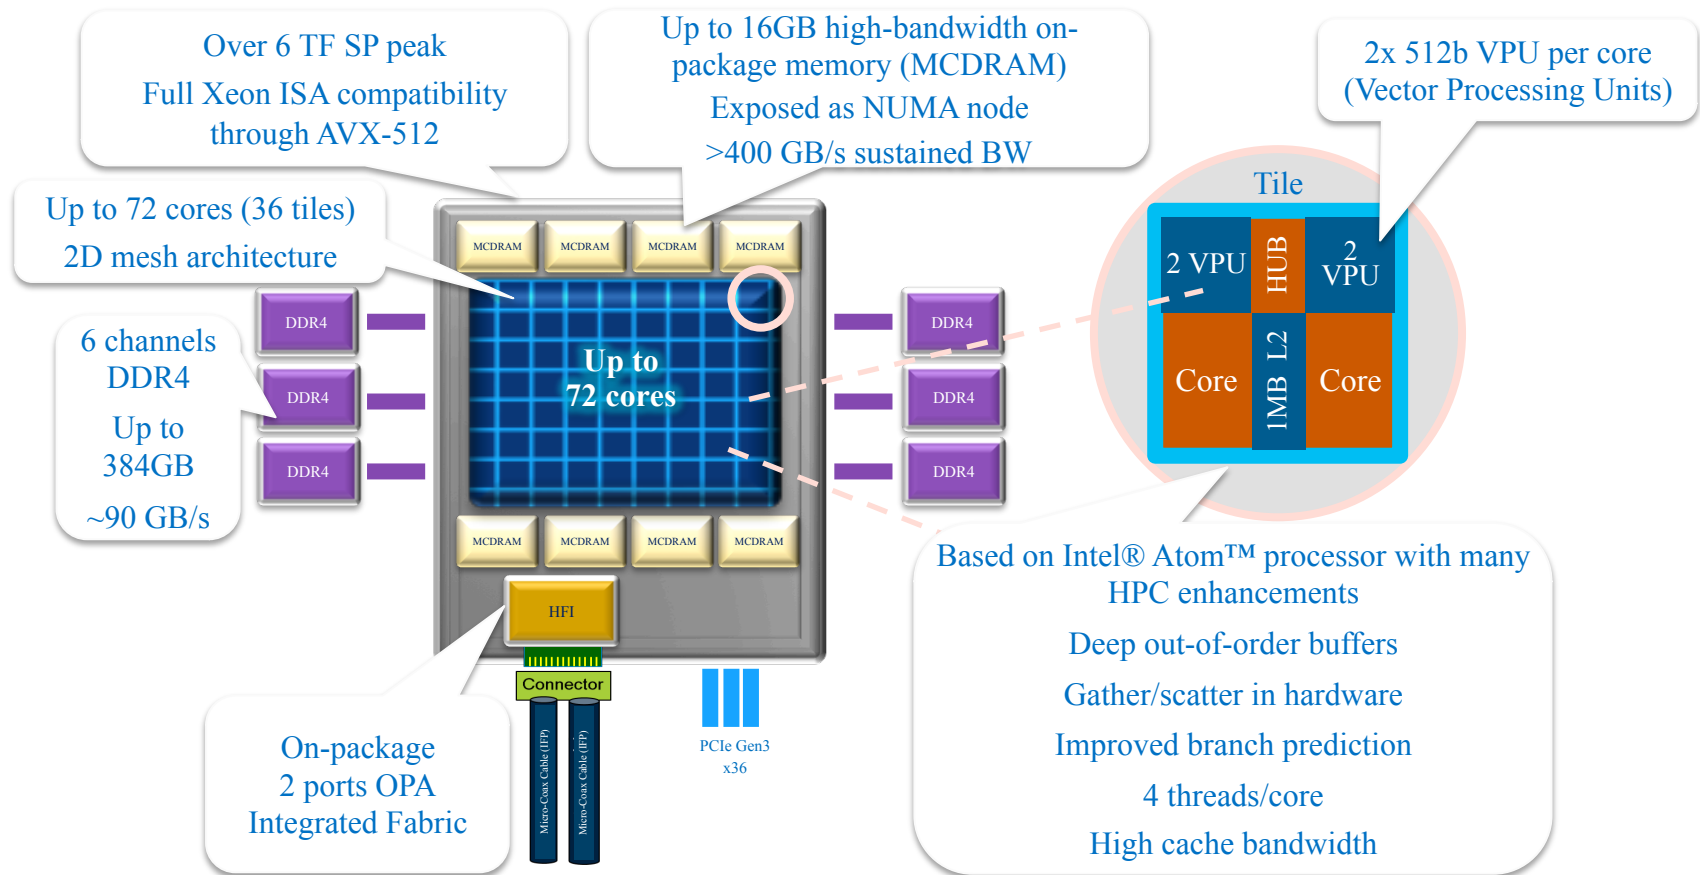 Over 6 TF SP peak
Full Xeon ISA compatibility
through AVX-512
Up to 16GB high-bandwidth on-
package memory (MCDRAM)
Exposed as NUMA node
>400 GB/s sustained BW
2x 512b VPU per core
(Vector Processing Units)
Up to 72 cores (36 tiles)
2D mesh architecture
MCDRAM
MCDRAM
MCDRAM
MCDRAM
Tile
2 VPU
HUB
2
VPU
Core
1MB L2
Core
DDR4
DDR4
DDR4
6 channels
DDR4
Up to
384GB
~90 GB/s
Up to
72 cores
DDR4
DDR4
DDR4
MCDRAM
MCDRAM
MCDRAM
MCDRAM
HFI
Connector
Micro-Coax Cable (IFP)
Micro-Coax Cable (IFP)
PCIe Gen3
x36
On-package
2 ports OPA
Integrated Fabric
Based on Intel® Atom™ processor with many
HPC enhancements
Deep out-of-order buffers
Gather/scatter in hardware
Improved branch prediction
4 threads/core
High cache bandwidth